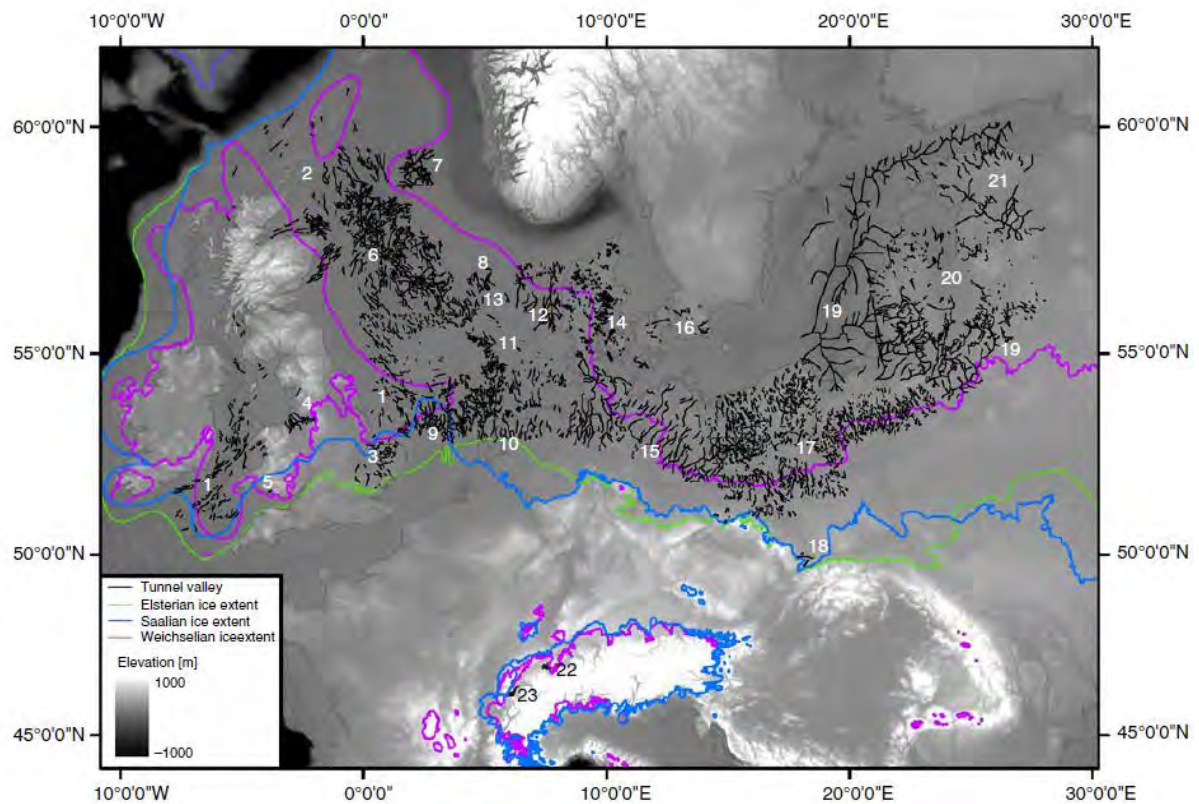 10°0'0"W 0°0°0" 10°0'0"E 20°0'0"E 30°0'0"E
60°0'0"N 60°0'0"N
2
7
21
6
8
13
20
12
14
16
19
11
55°0'0"N 19 55°0'0"N
1
4
9
10
15
17
3
1
5
50°0'0"N 18 50°0'0"N
Tunnel valley
Elsterian ice extent
Saalian ice extent
Weichselian iceextent
Elevation [m]
1000
–1000
22
23
45°0'0"N 45°0'0"N
10°0'0"W 0°0'0" 10°0'0"E 20°0'0"E 30°0'0"E